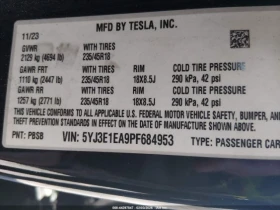 MFD BY TESLA, INC.
11/23
GVWR WITH TIRES
2129 kg (4694 lb) 235/45R18
GAWR FRT WITH TIRES RIM COLD TIRE PRESSURE
1110 kg (2447 lb) 235/45R18 18X8.5J 290 kPa, 42 psi
GAWR RR WITH TIRES RIM COLD TIRE PRESSURE
1257 kg (2771 lb) 235/45R18 18X8.5J 290 kPa, 42 psi
THIS VEHICLE CONFORMS TO ALL APPLICABLE FEDERAL MOTOR VEHICLE SAFETY, BUMPER, AND
THEFT PREVENTION STANDARDS IN EFFECT ON THE DATE OF MANUFACTURE SHOWN ABOVE.
PNT: PBSB VIN: 5YJ3E1EA9PF684953 TYPE: PASSENGER CAR